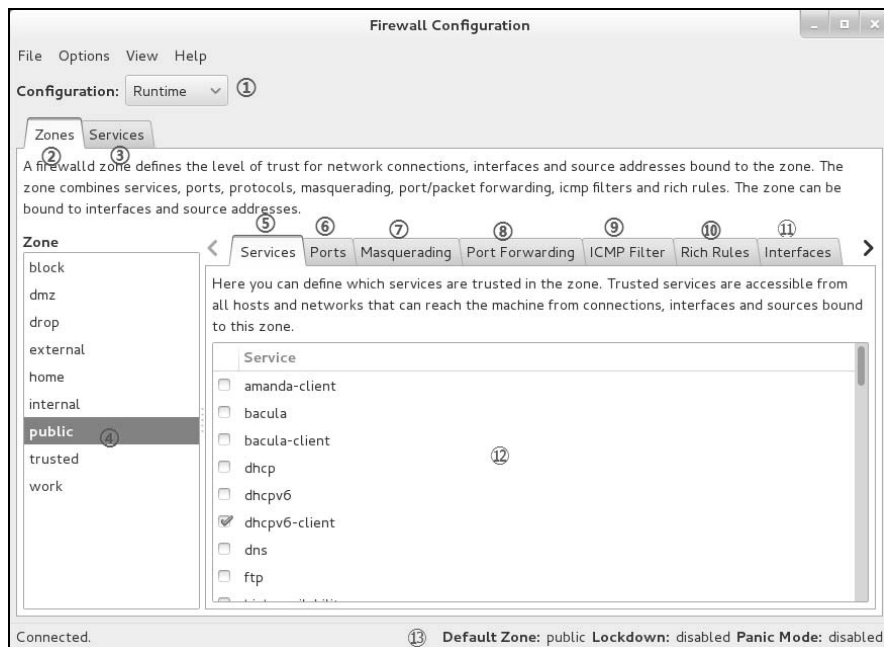 Firewall Configuration
File Options View Help
Configuration: Runtime ①
Zones Services
② ③
A firewalld zone defines the level of trust for network connections, interfaces and source addresses bound to the zone. The
zone combines services, ports, protocols, masquerading, port/packet forwarding, icmp filters and rich rules. The zone can be
bound to interfaces and source addresses.
⑤ ⑥ ⑦ ⑧ ⑨ ⑩ ⑪
Zone
Services Ports Masquerading Port Forwarding ICMP Filter Rich Rules Interfaces
block
dmz
drop
external
home
internal
public ④
trusted
work
Here you can define which services are trusted in the zone. Trusted services are accessible from
all hosts and networks that can reach the machine from connections, interfaces and sources bound
to this zone.
Service
amanda-client
bacula
bacula-client
⑫
dhcp
dhcpv6
dhcpv6-client
dns
ftp
Connected. ⑬ Default Zone: public Lockdown: disabled Panic Mode: disabled